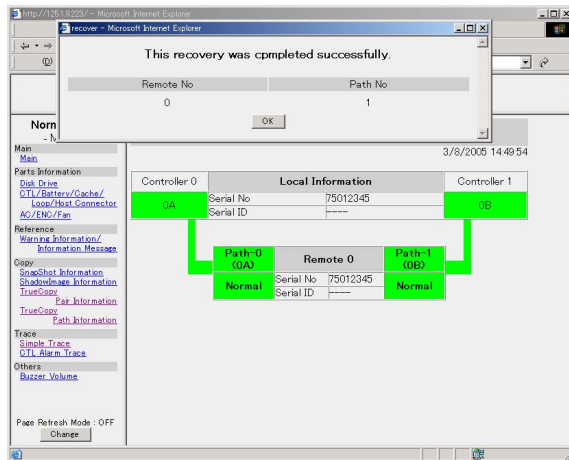 http://125.1.9.223/ - Microsoft Internet Explorer
recover - Microsoft Internet Explorer
This recovery was cpmpleted successfully.
Remote No Path No
0 1
OK
(D)
Norm
3/8/2005 14:49:54
Main
Main
Parts Information
Disk Drive
CTL/Battery/Cache/
Loop/Host Connector
AC/ENC/Fan
Reference
Warning Information/
Information Message
Copy
SnapShot Information
ShadowImage Information
TrueCopy
Pair Information
TrueCopy
Path Information
Trace
Simple Trace
CTL Alarm Trace
Others
Buzzer Volume
Page Refresh Mode : OFF
Change
Controller 0 Local Information Controller 1
0A Serial No 75012345 0B
Serial ID ----
Path-0 (0A) Remote 0 Path-1 (0B)
Normal Serial No 75012345 Normal
Serial ID ----